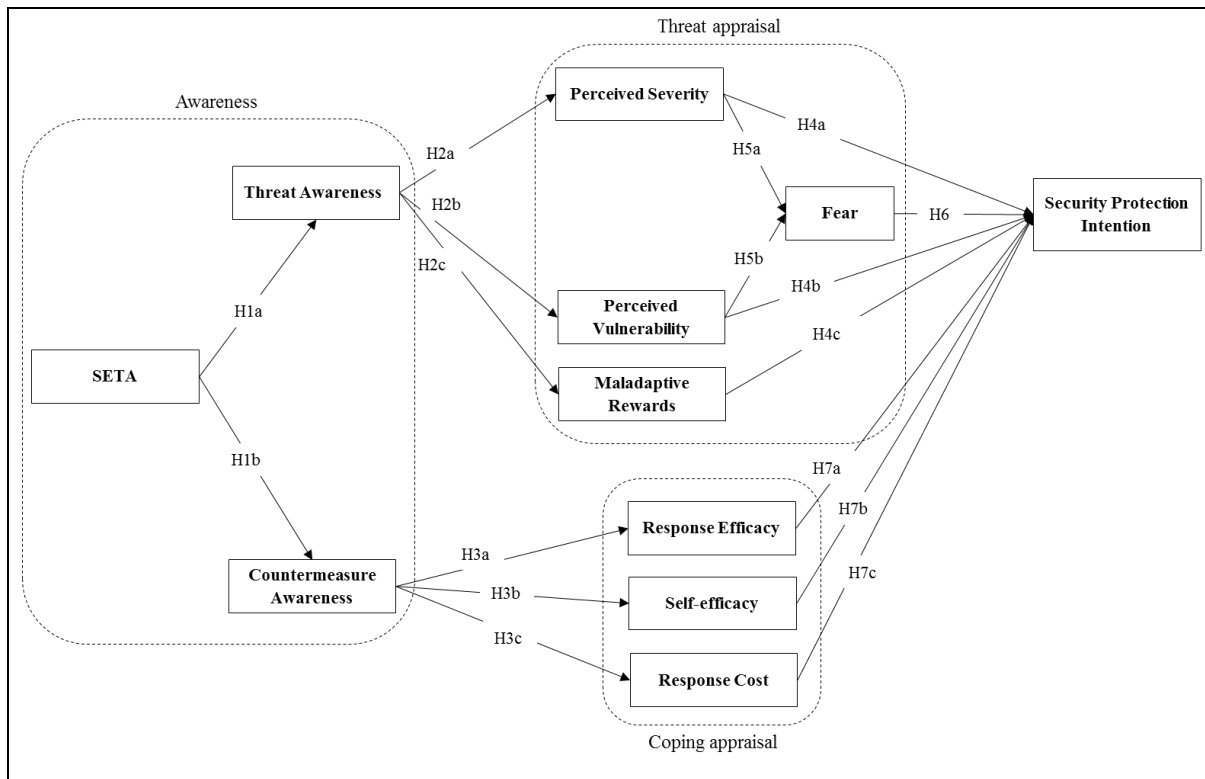 Threat appraisal
Awareness
Perceived Severity
H4a
H2a
H5a
Threat Awareness
H2b
Fear
H6
Security Protection
Intention
H2c
H5b
H4b
H1a
Perceived
Vulnerability
H4c
SETA
Maladaptive
Rewards
H1b
H7a
Response Efficacy
H7b
H3a
Countermeasure
Awareness
H3b
Self-efficacy
H7c
H3c
Response Cost
Coping appraisal